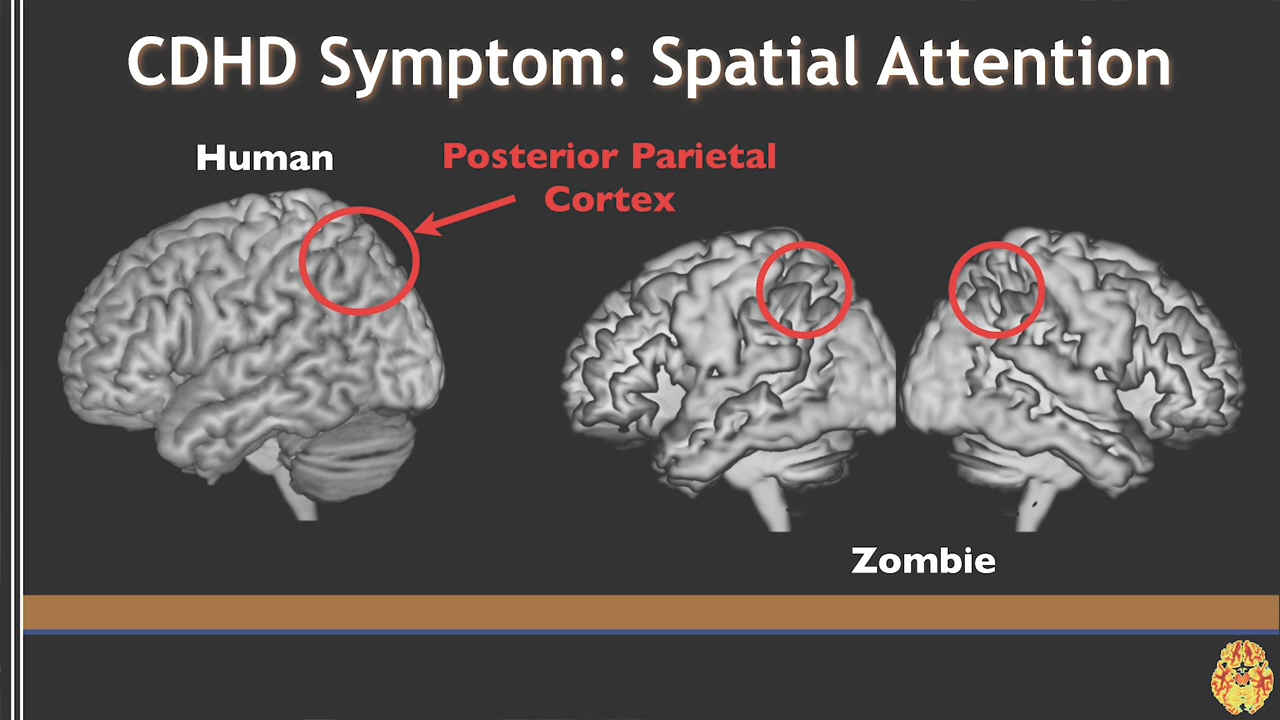 CDHD Symptom: Spatial Attention
Human
Posterior Parietal
Cortex
Zombie